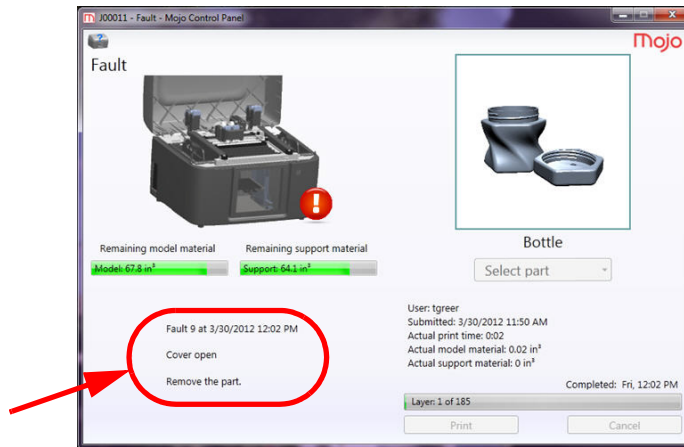 J00011 - Fault - Mojo Control Panel
mojo
Fault
Remaining model material
Remaining support material
Model: 67.8 in³
Support: 64.1 in³
Bottle
Select part
Fault 9 at 3/30/2012 12:02 PM
Cover open
Remove the part.
User: tgreer
Submitted: 3/30/2012 11:50 AM
Actual print time: 0:02
Actual model material: 0.02 in³
Actual support material: 0 in³
Completed: Fri, 12:02 PM
Layer: 1 of 185
Print
Cancel